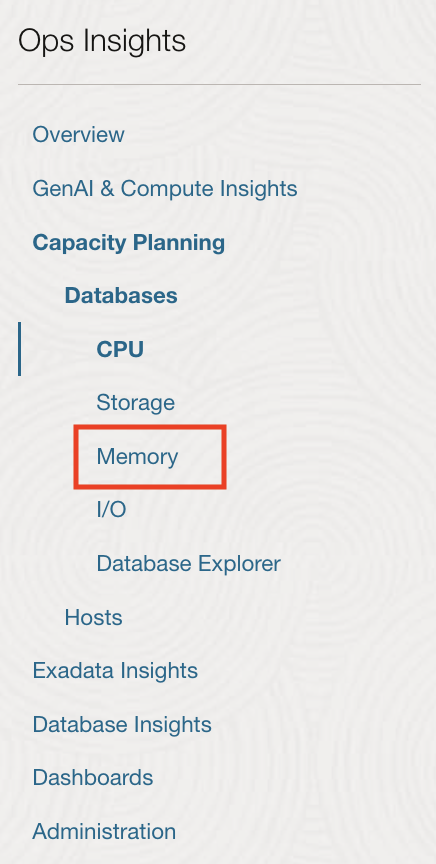 Ops Insights
Overview
GenAI & Compute Insights
Capacity Planning
Databases
CPU
Storage
Memory
I/O
Database Explorer
Hosts
Exadata Insights
Database Insights
Dashboards
Administration